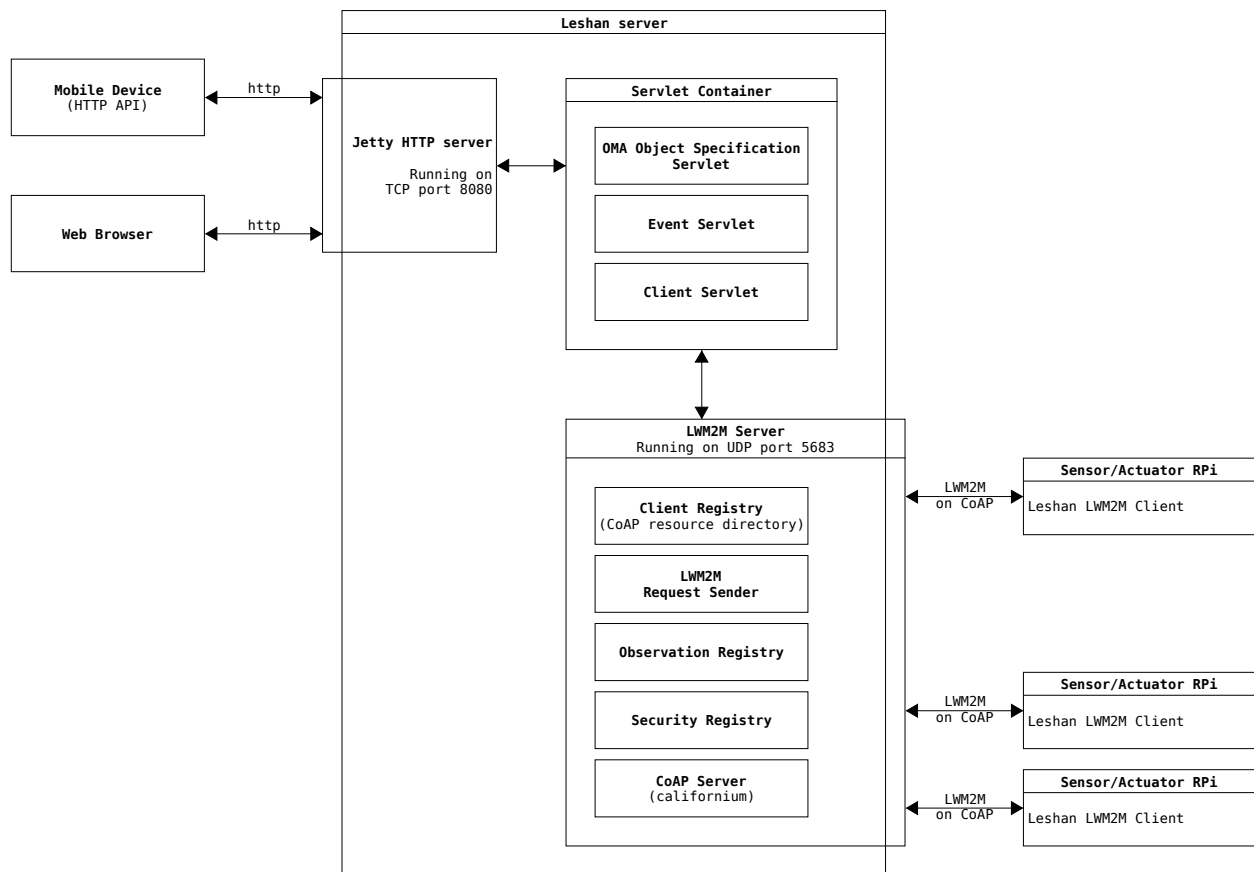 Leshan server
Mobile Device
(HTTP API)
http
Web Browser
http
Jetty HTTP server
Running on
TCP port 8080
Servlet Container
OMA Object Specification
Servlet
Event Servlet
Client Servlet
LWM2M Server
Running on UDP port 5683
Client Registry
(CoAP resource directory)
LWM2M
Request Sender
Observation Registry
Security Registry
CoAP Server
(californium)
LWM2M
on CoAP
Sensor/Actuator RPi
Leshan LWM2M Client
LWM2M
on CoAP
Sensor/Actuator RPi
Leshan LWM2M Client
LWM2M
on CoAP
Sensor/Actuator RPi
Leshan LWM2M Client